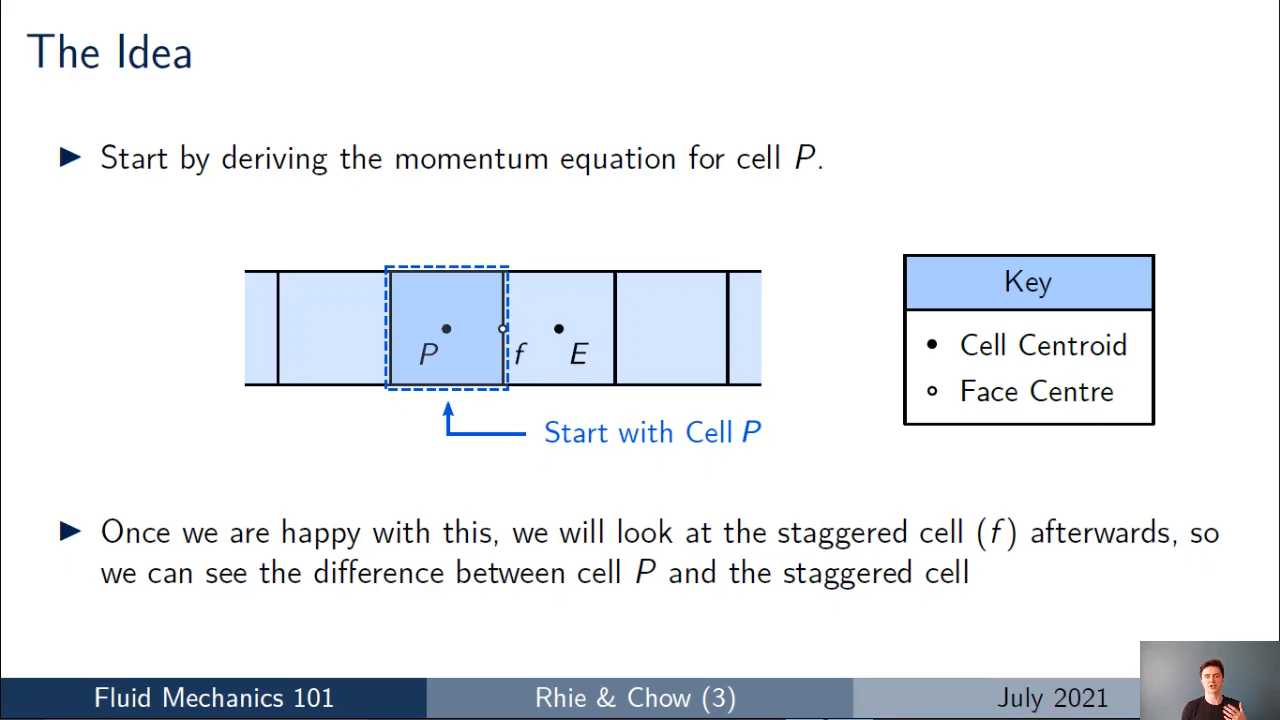 The Idea
▶ Start by deriving the momentum equation for cell P.
P
f
E
Start with Cell P
Key
Cell Centroid
Face Centre
▶ Once we are happy with this, we will look at the staggered cell (f) afterwards, so
we can see the difference between cell P and the staggered cell
Fluid Mechanics 101
Rhie & Chow (3)
July 2021